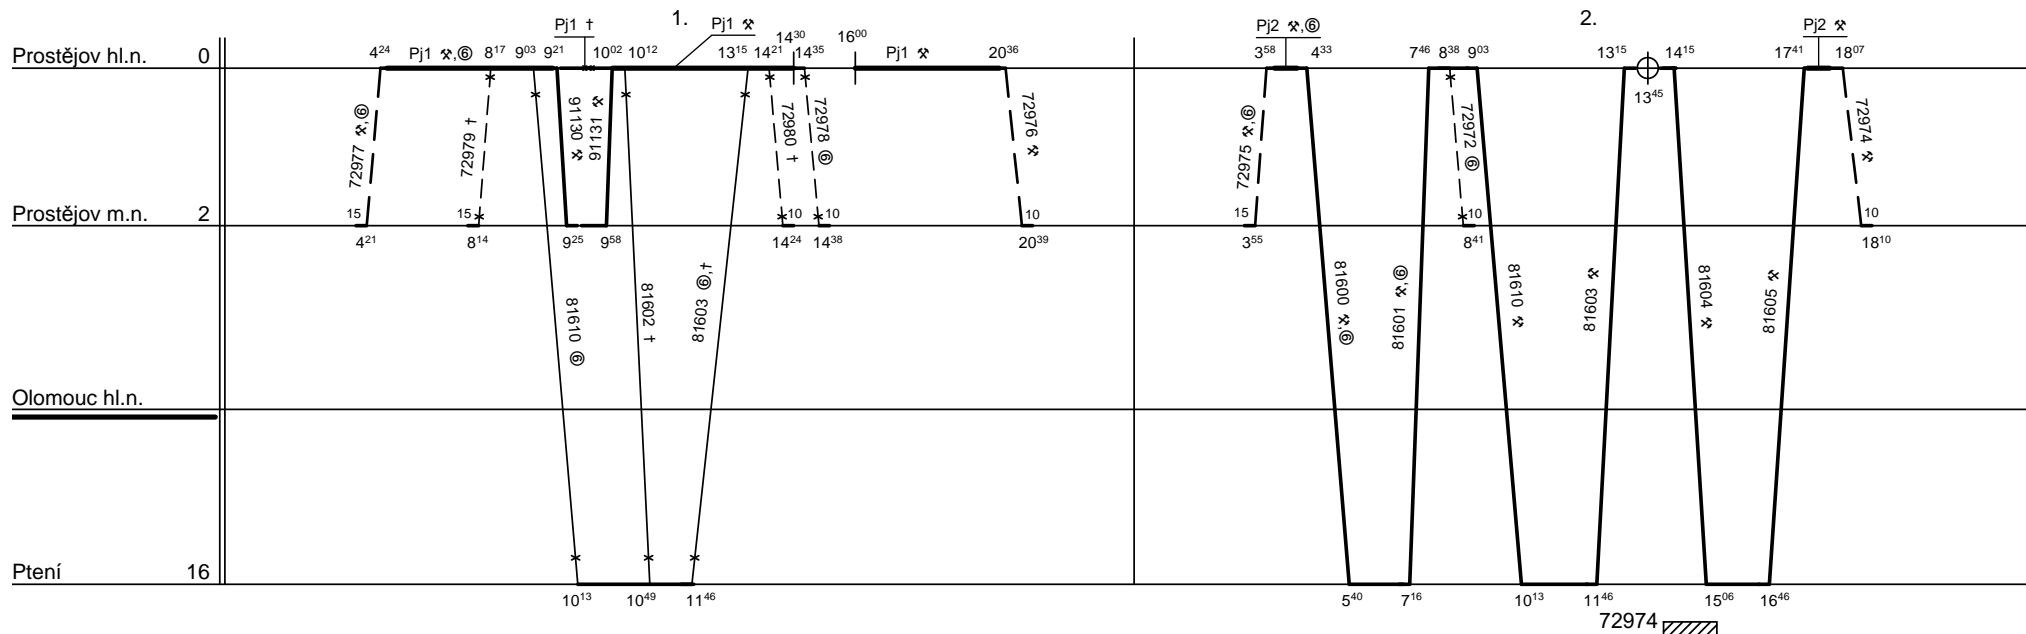 1.
2.
Pj1 †
Pj1 ⚒
Pj2 ⚒,⑥
Pj2 ⚒
14³⁰
16⁰⁰
Prostějov hl.n. 0
4²⁴ Pj1 ⚒,⑥ 8¹⁷ 9⁰³ 9²¹ 10⁰² 10¹² 13¹⁵ 14²¹ 14³⁵ Pj1 ⚒ 20³⁶
3⁵⁸ 4³³ 7⁴⁶ 8³⁸ 9⁰³ 13¹⁵ 14¹⁵ 17⁴¹ 18⁰⁷
13⁴⁵
72977 ⚒,⑥
72979 †
91130 ⚒
91131 ⚒
72980 †
72978 ⑥
72976 ⚒
72975 ⚒,⑥
72972 ⑥
72974 ⚒
Prostějov m.n. 2
15 15 10 10 10 15 10 10
4²¹ 8¹⁴ 9²⁵ 9⁵⁸ 14²⁴ 14³⁸ 20³⁹ 3⁵⁵ 8⁴¹ 18¹⁰
81610 ⑥
81602 †
81603 ⑥,†
81600 ⚒,⑥
81601 ⚒,⑥
81610 ⚒
81603 ⚒
81604 ⚒
81605 ⚒
Olomouc hl.n.
Ptení 16
10¹³ 10⁴⁹ 11⁴⁶ 5⁴⁰ 7¹⁶ 10¹³ 11⁴⁶ 15⁰⁶ 16⁴⁶
72974